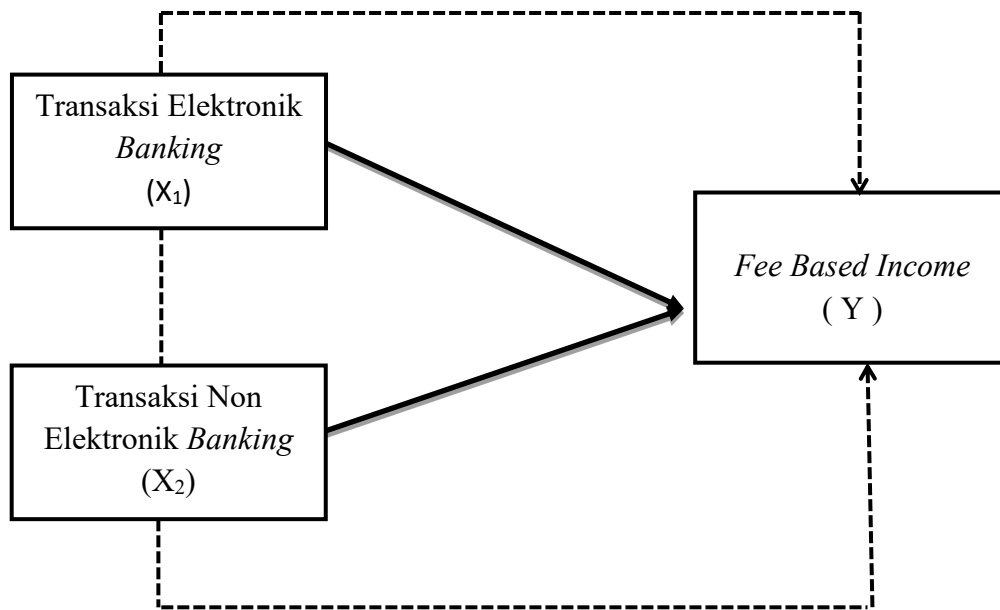 Transaksi Elektronik
Banking
(X₁)
Fee Based Income
( Y )
Transaksi Non
Elektronik Banking
(X₂)